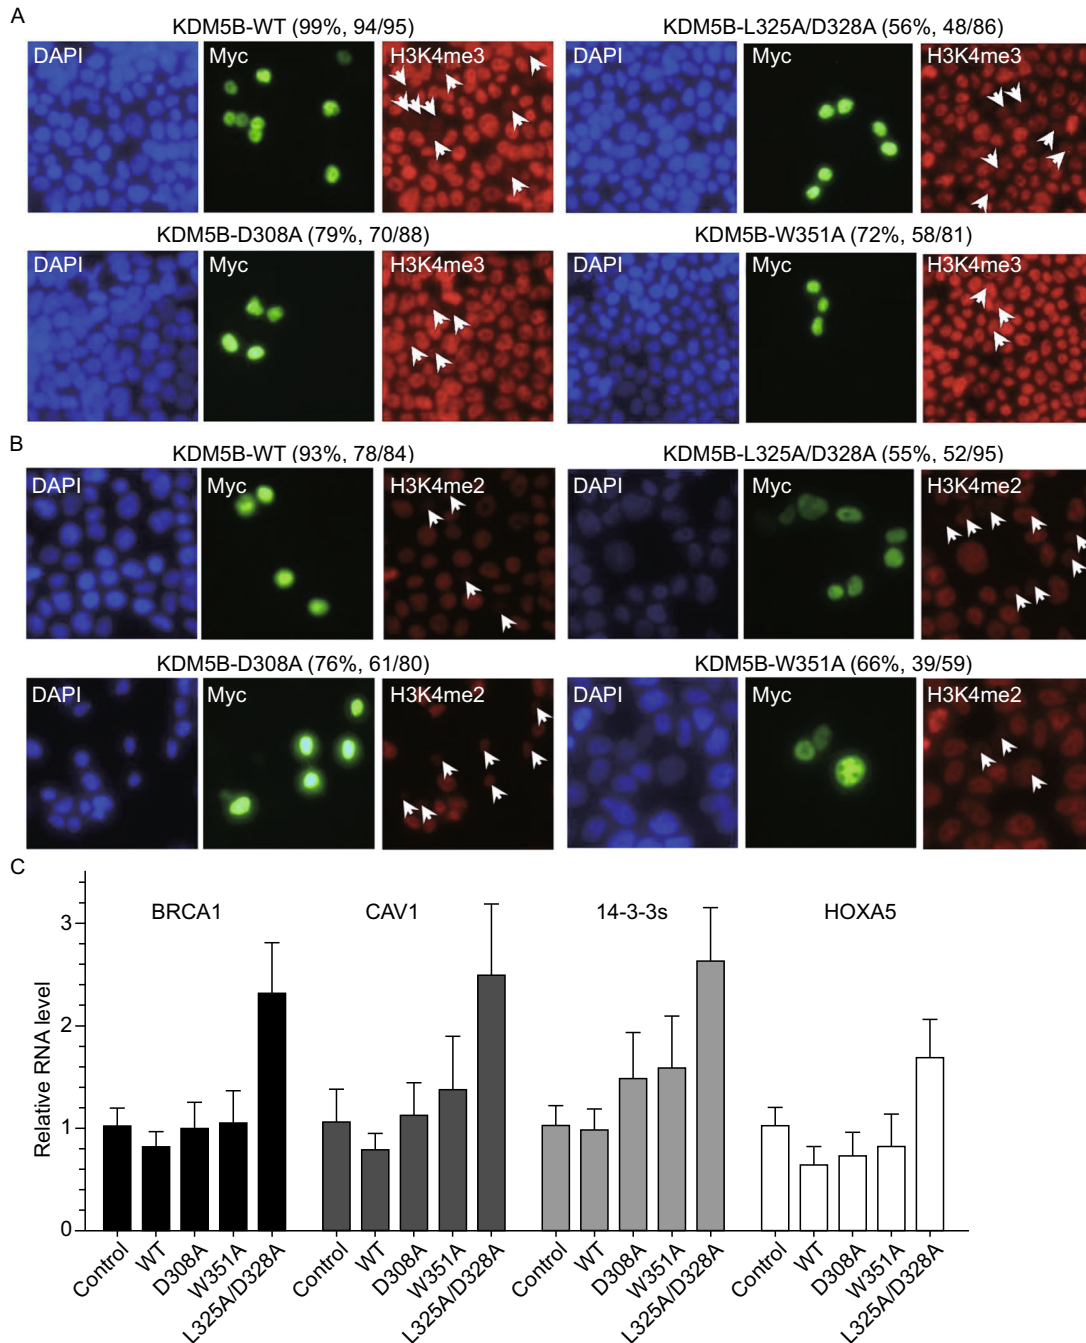 A
KDM5B-WT (99%, 94/95)
KDM5B-L325A/D328A (56%, 48/86)
DAPI
Myc
H3K4me3
DAPI
Myc
H3K4me3
KDM5B-D308A (79%, 70/88)
KDM5B-W351A (72%, 58/81)
DAPI
Myc
H3K4me3
DAPI
Myc
H3K4me3
B
KDM5B-WT (93%, 78/84)
KDM5B-L325A/D328A (55%, 52/95)
DAPI
Myc
H3K4me2
DAPI
Myc
H3K4me2
KDM5B-D308A (76%, 61/80)
KDM5B-W351A (66%, 39/59)
DAPI
Myc
H3K4me2
DAPI
Myc
H3K4me2
C
BRCA1
CAV1
14-3-3s
HOXA5
Relative RNA level
3
2
1
0
Control
WT
D308A
W351A
L325A/D328A
Control
WT
D308A
W351A
L325A/D328A
Control
WT
D308A
W351A
L325A/D328A
Control
WT
D308A
W351A
L325A/D328A